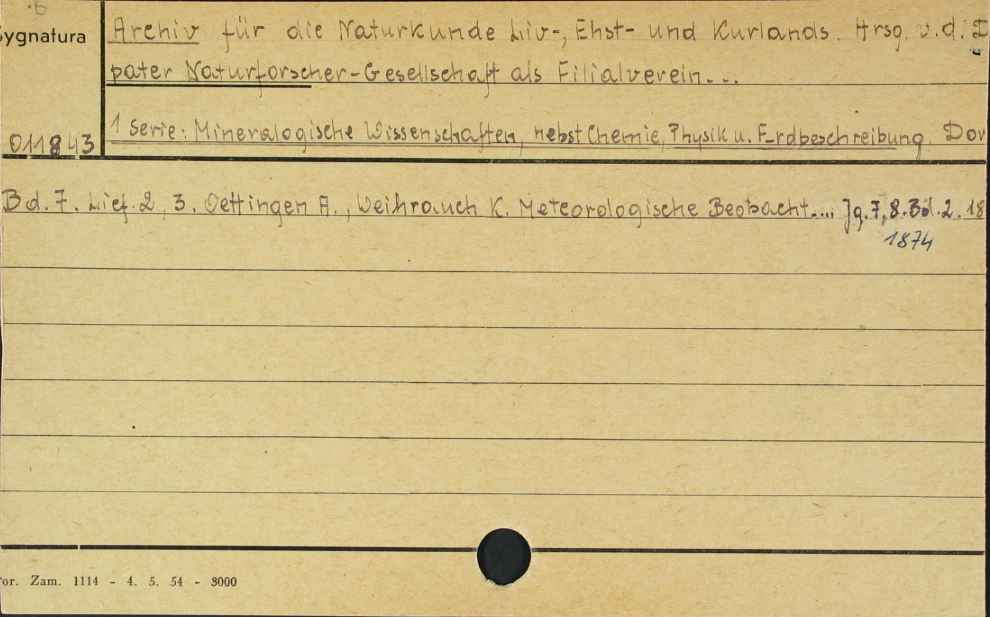 Sygnatura
Archiv für die Naturkunde Liv-, Ehst- und Kurlands. Hrsg. v. d. D
pater Naturforscher-Gesellschaft als Filialverein...
1 Serie: Mineralogische Wissenschaften, nebst Chemie, Physik u. Erdbeschreibung. Dor
011843
Bd. 7. Lief. 2, 3. Oettingen A., Weihrauch K. Meteorologische Beobacht.... Jg. 7, 8. Bd. 2. 18
1874
or. Zam. 1114 - 4. 5. 54 - 3000